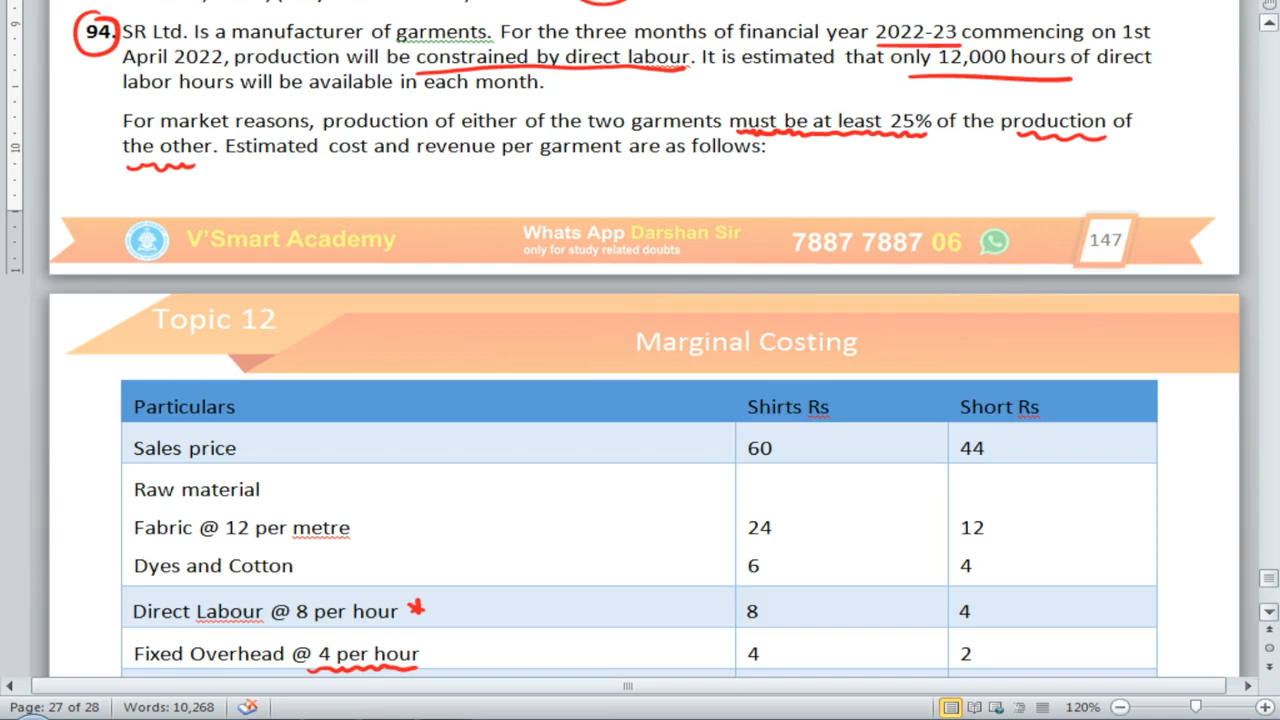 94. SR Ltd. Is a manufacturer of garments. For the three months of financial year 2022-23 commencing on 1st
April 2022, production will be constrained by direct labour. It is estimated that only 12,000 hours of direct
labor hours will be available in each month.
For market reasons, production of either of the two garments must be at least 25% of the production of
the other. Estimated cost and revenue per garment are as follows:
V'Smart Academy
Whats App Darshan Sir
only for study related doubts
7887 7887 06
147
Topic 12
Marginal Costing
Particulars Shirts Rs Short Rs
Sales price 60 44
Raw material
Fabric @ 12 per metre 24 12
Dyes and Cotton 6 4
Direct Labour @ 8 per hour 8 4
Fixed Overhead @ 4 per hour 4 2
Page: 27 of 28 Words: 10,268 120%